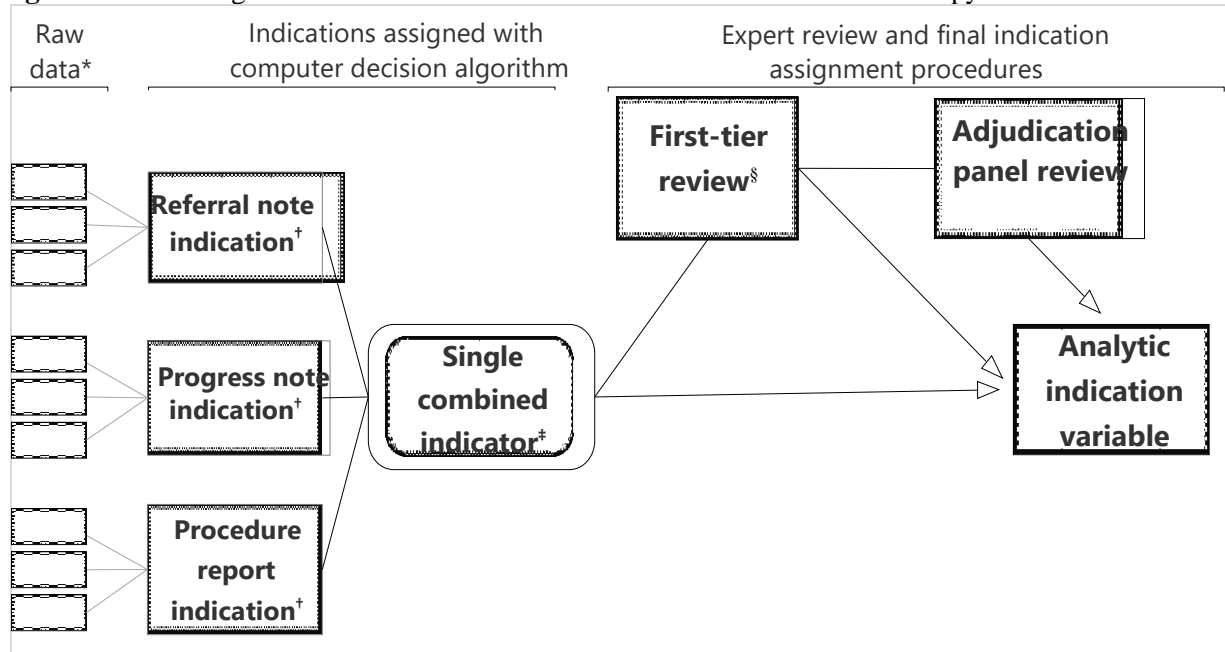 Raw
data*
Indications assigned with
computer decision algorithm
Expert review and final indication
assignment procedures
First-tier
review§
Adjudication
panel review
Referral note
indication†
Progress note
indication†
Single
combined
indicator‡
Analytic
indication
variable
Procedure
report
indication†